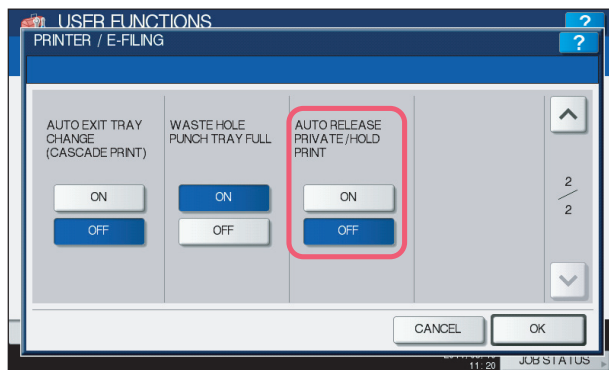 USER FUNCTIONS
?
PRINTER / E-FILING
?
AUTO EXIT TRAY
CHANGE
(CASCADE PRINT)
ON
OFF
WASTE HOLE
PUNCH TRAY FULL
ON
OFF
AUTO RELEASE
PRIVATE/HOLD
PRINT
ON
OFF
2
2
CANCEL
OK
11:20
JOB STATUS